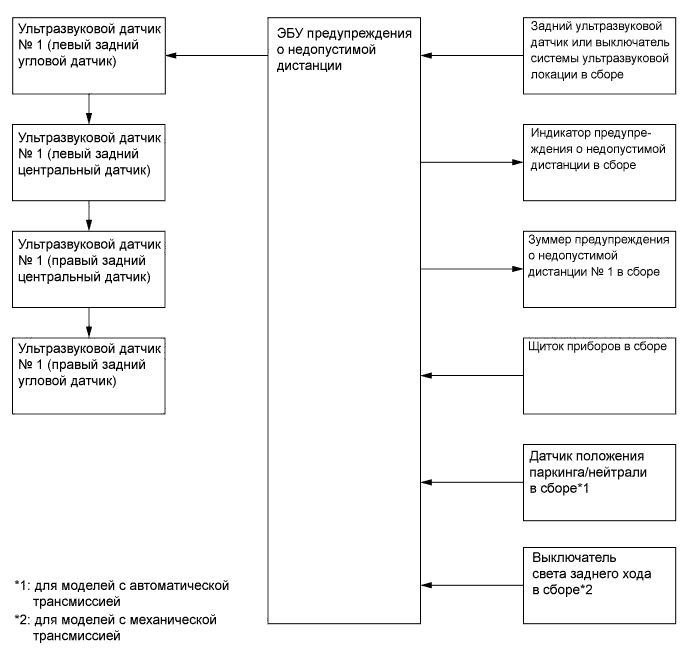 Ультразвуковой датчик
№ 1 (левый задний
угловой датчик)
Ультразвуковой датчик
№ 1 (левый задний
центральный датчик)
Ультразвуковой датчик
№ 1 (правый задний
центральный датчик)
Ультразвуковой датчик
№ 1 (правый задний
угловой датчик)
ЭБУ предупреждения
о недопустимой
дистанции
Задний ультразвуковой
датчик или выключатель
системы ультразвуковой
локации в сборе
Индикатор предупре-
ждения о недопустимой
дистанции в сборе
Зуммер предупреждения
о недопустимой
дистанции № 1 в сборе
Щиток приборов в сборе
Датчик положения
паркинга/нейтрали
в сборе*1
Выключатель
света заднего хода
в сборе*2
*1: для моделей с автоматической
трансмиссией
*2: для моделей с механической
трансмиссией